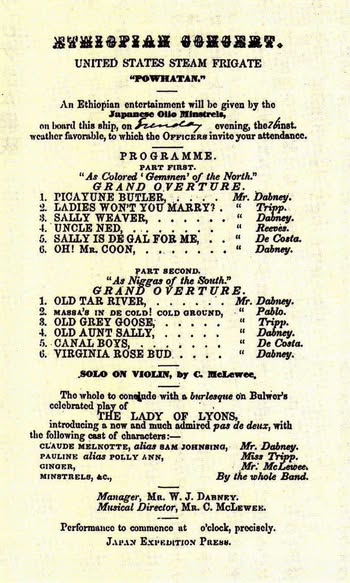 ETHIOPIAN CONCERT.
UNITED STATES STEAM FRIGATE
"POWHATAN."
An Ethiopian entertainment will be given by the
Japanese Olio Minstrels,
on board this ship, on evening, the inst.
weather favorable, to which the OFFICERS invite your attendance.
PROGRAMME.
PART FIRST.
"As Colored 'Gemmen' of the North."
GRAND OVERTURE.
1. PICAYUNE BUTLER, . . . . . Mr. Dabney.
2. LADIES WON'T YOU MARRY? . " Tripp.
3. SALLY WEAVER, . . . . . . " Dabney.
4. UNCLE NED, . . . . . . . " Reeves.
5. SALLY IS DE GAL FOR ME, . . " De Costa.
6. OH! MR. COON, . . . . . . " Dabney.
PART SECOND.
"As Niggas of the South."
GRAND OVERTURE.
1. OLD TAR RIVER, . . . . . Mr. Dabney.
2. MASSA'S IN DE COLD! COLD GROUND, " Pablo.
3. OLD GREY GOOSE, . . . . . " Tripp.
4. OLD AUNT SALLY, . . . . . " Dabney.
5. CANAL BOYS, . . . . . . " De Costa.
6. VIRGINIA ROSE BUD . . . . " Dabney.
SOLO ON VIOLIN, by C. McLewee.
The whole to conclude with a burlesque on Bulwer's
celebrated play of
THE LADY OF LYONS,
introducing a new and much admired pas de deux, with
the following cast of characters:—
CLAUDE MELNOTTE, alias SAM JOHNSING, Mr. Dabney.
PAULINE alias POLLY ANN, Miss Tripp.
GINGER, Mr. McLewee.
MINSTRELS, &C., By the whole Band.
Manager, MR. W. J. DABNEY.
Musical Director, MR. C. MCLEWEE.
Performance to commence at o'clock, precisely.
JAPAN EXPEDITION PRESS.